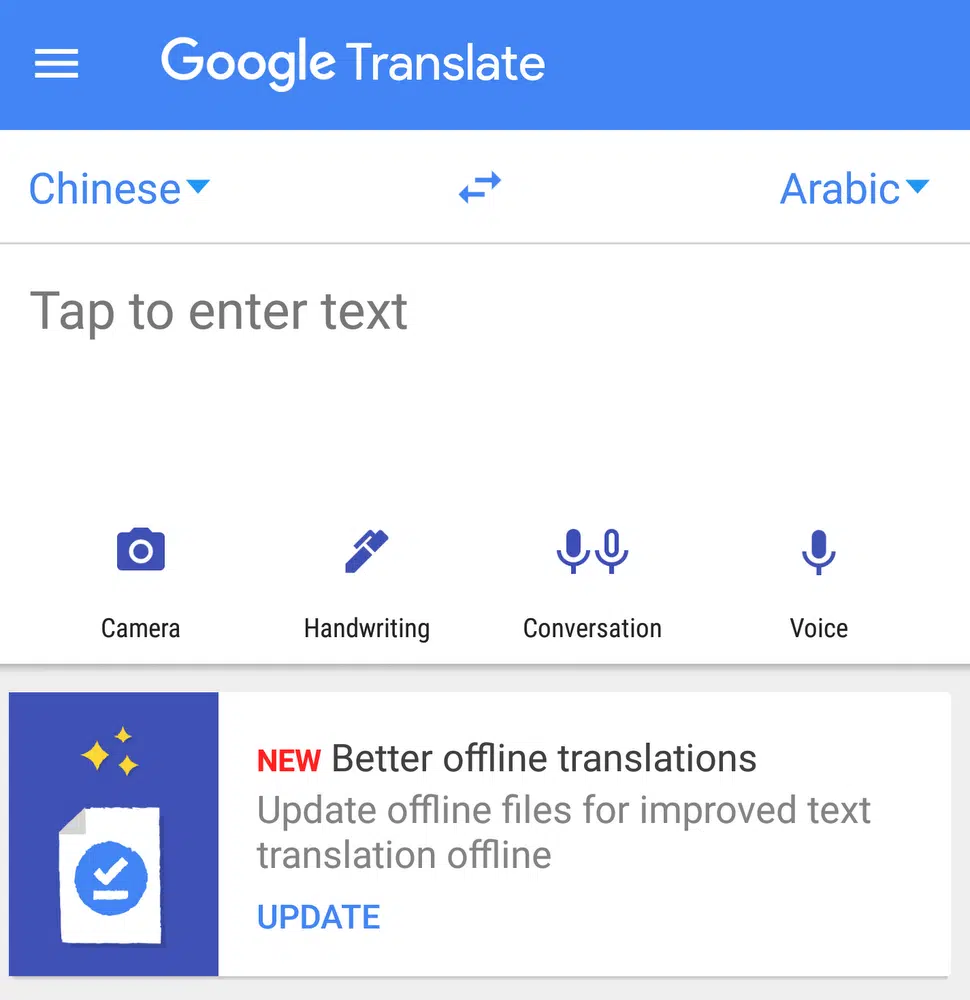 Google Translate
Chinese Arabic
Tap to enter text
Camera Handwriting Conversation Voice
NEW Better offline translations
Update offline files for improved text
translation offline
UPDATE